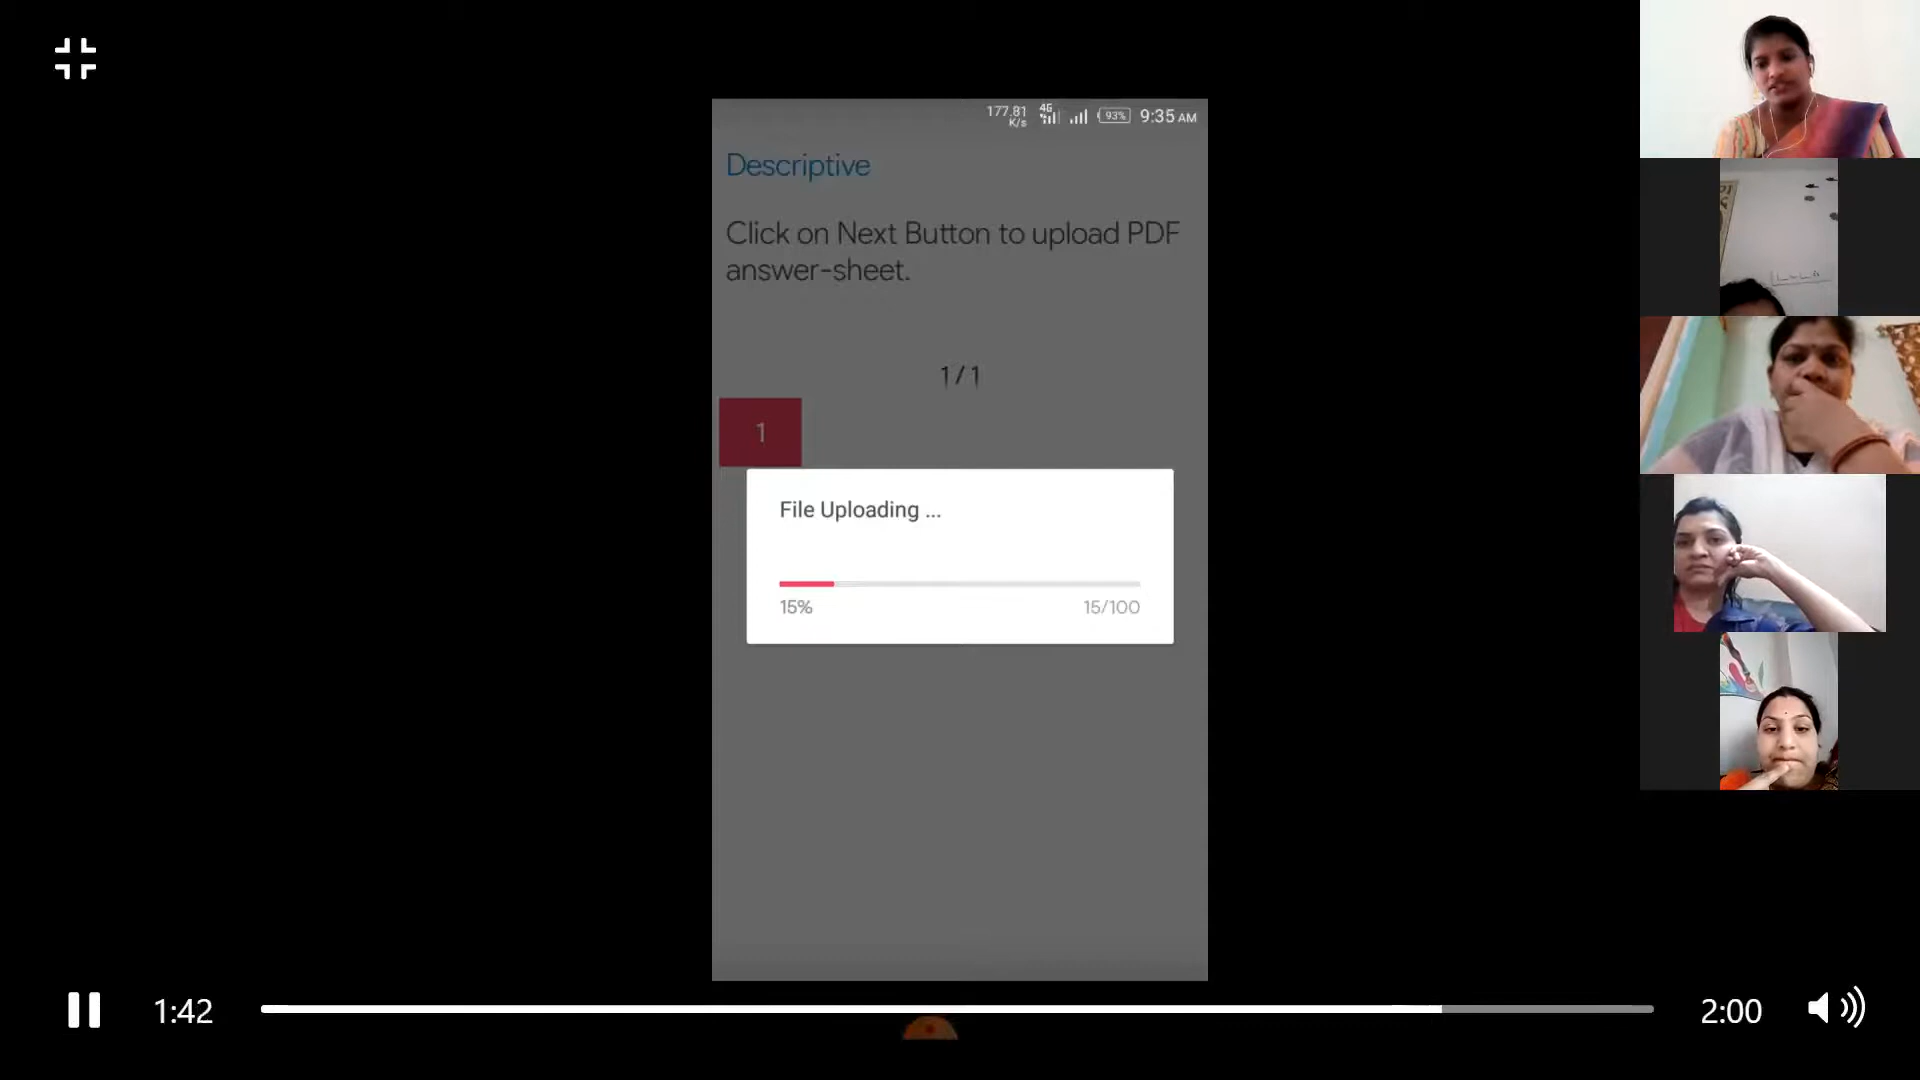 177.81
K/s
4G
93%
9:35 AM
Descriptive
Click on Next Button to upload PDF
answer-sheet.
1/1
1
File Uploading ...
15%
15/100
1:42
2:00